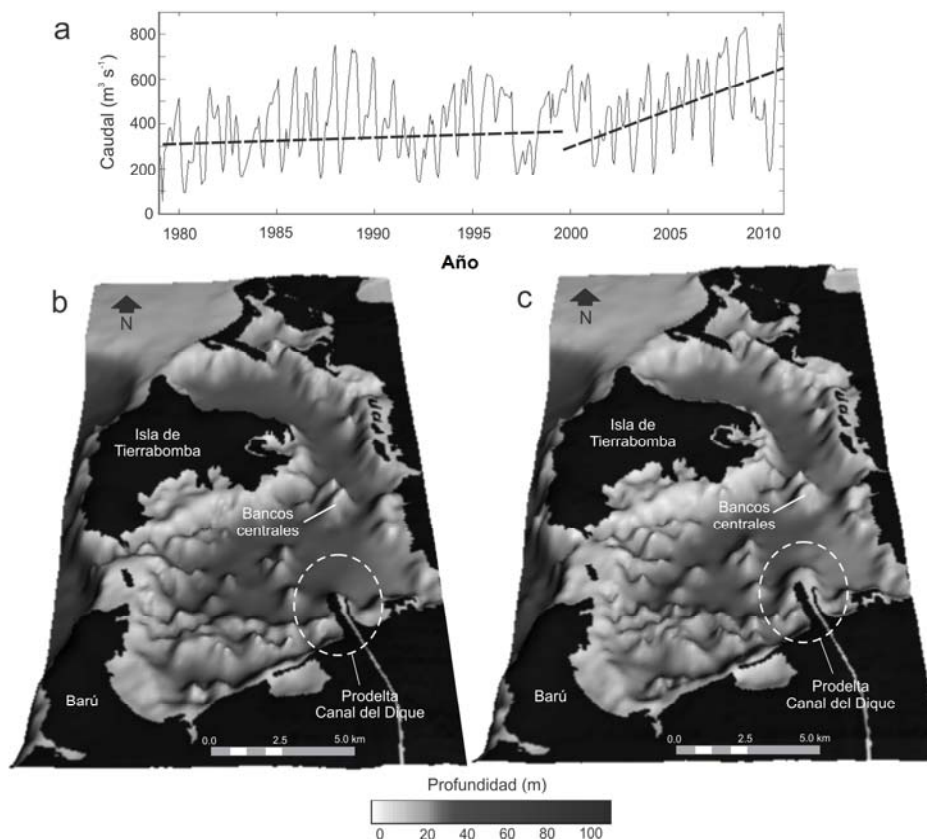 a
Caudal (m³ s⁻¹)
800
600
400
200
0
1980
1985
1990
1995
2000
2005
2010
Año
b
N
Isla de
Tierrabomba
Bancos
centrales
Barú
Prodelta
Canal del Dique
0.0
2.5
5.0 km
c
N
Isla de
Tierrabomba
Bancos
centrales
Barú
Prodelta
Canal del Dique
0.0
2.5
5.0 km
Profundidad (m)
0
20
40
60
80
100